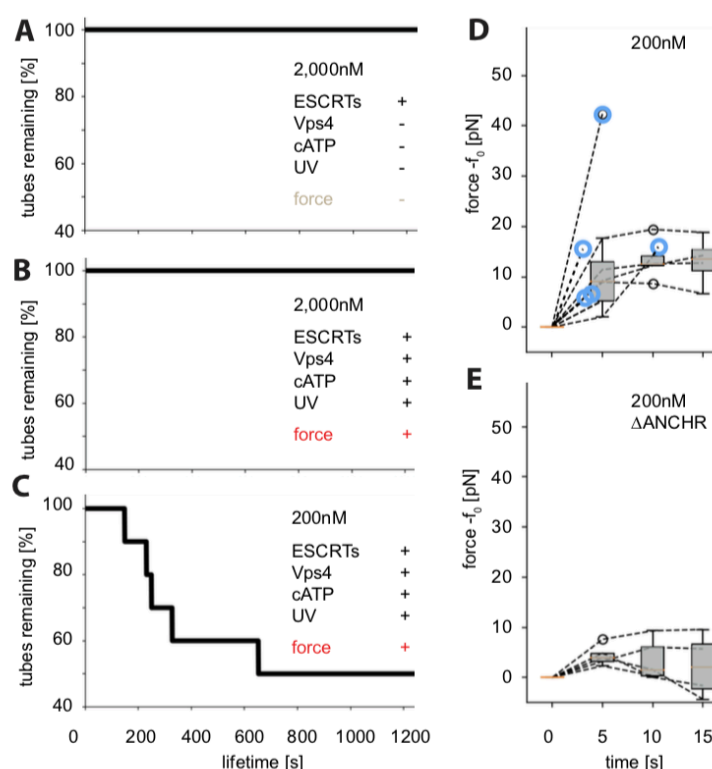 A
100
80
60
40
tubes remaining [%]
2,000nM
ESCRTs +
Vps4 -
cATP -
UV -
force -
B
100
80
60
40
tubes remaining [%]
2,000nM
ESCRTs +
Vps4 +
cATP +
UV +
force +
C
100
80
60
40
tubes remaining [%]
200nM
ESCRTs +
Vps4 +
cATP +
UV +
force +
0 200 400 600 800 1000 1200
lifetime [s]
D
200nM
50
40
30
20
10
0
force -f₀ [pN]
E
200nM
ΔANCHR
50
40
30
20
10
0
force -f₀ [pN]
0 5 10 15
time [s]